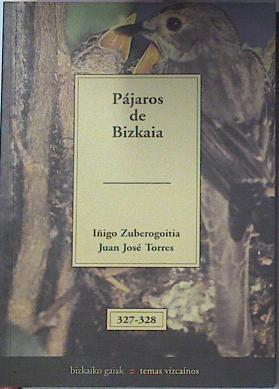 Pájaros
de
Bizkaia
Iñigo Zuberogoitia
Juan José Torres
327-328
bizkaiko gaiak = temas vizcaínos